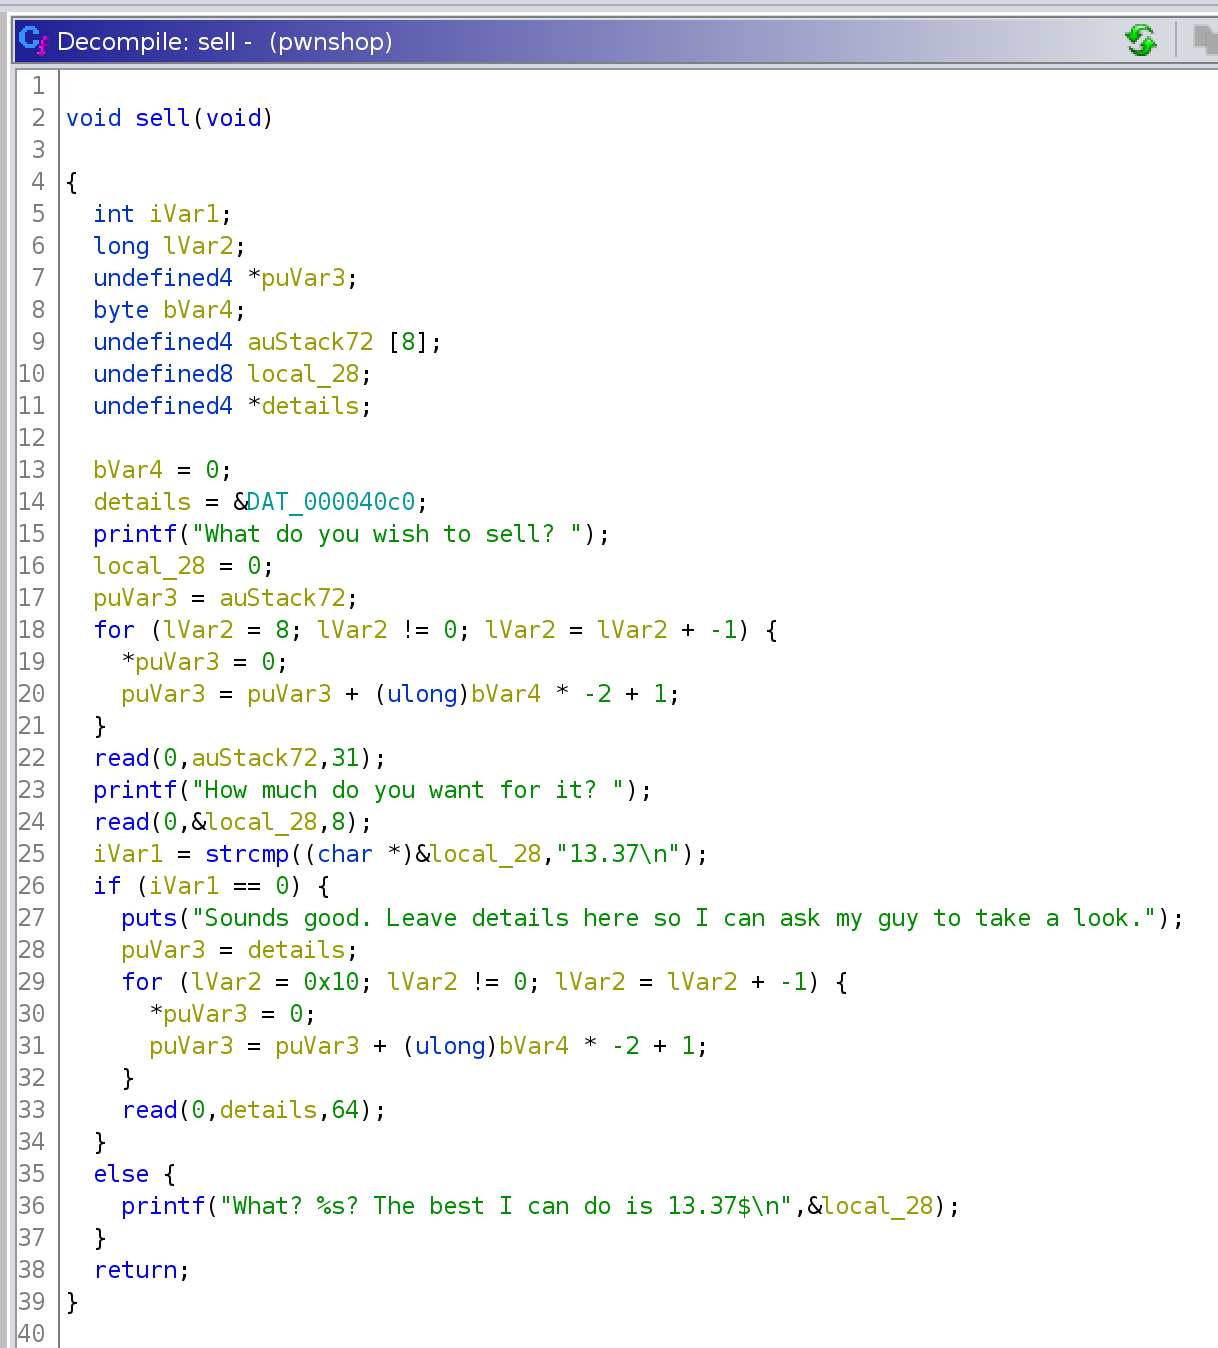 Decompile: sell - (pwnshop)
1
2 void sell(void)
3
4 {
5 int iVar1;
6 long lVar2;
7 undefined4 *puVar3;
8 byte bVar4;
9 undefined4 auStack72 [8];
10 undefined8 local_28;
11 undefined4 *details;
12
13 bVar4 = 0;
14 details = &DAT_000040c0;
15 printf("What do you wish to sell? ");
16 local_28 = 0;
17 puVar3 = auStack72;
18 for (lVar2 = 8; lVar2 != 0; lVar2 = lVar2 + -1) {
19 *puVar3 = 0;
20 puVar3 = puVar3 + (ulong)bVar4 * -2 + 1;
21 }
22 read(0,auStack72,31);
23 printf("How much do you want for it? ");
24 read(0,&local_28,8);
25 iVar1 = strcmp((char *)&local_28,"13.37\n");
26 if (iVar1 == 0) {
27 puts("Sounds good. Leave details here so I can ask my guy to take a look.");
28 puVar3 = details;
29 for (lVar2 = 0x10; lVar2 != 0; lVar2 = lVar2 + -1) {
30 *puVar3 = 0;
31 puVar3 = puVar3 + (ulong)bVar4 * -2 + 1;
32 }
33 read(0,details,64);
34 }
35 else {
36 printf("What? %s? The best I can do is 13.37$\n",&local_28);
37 }
38 return;
39 }
40